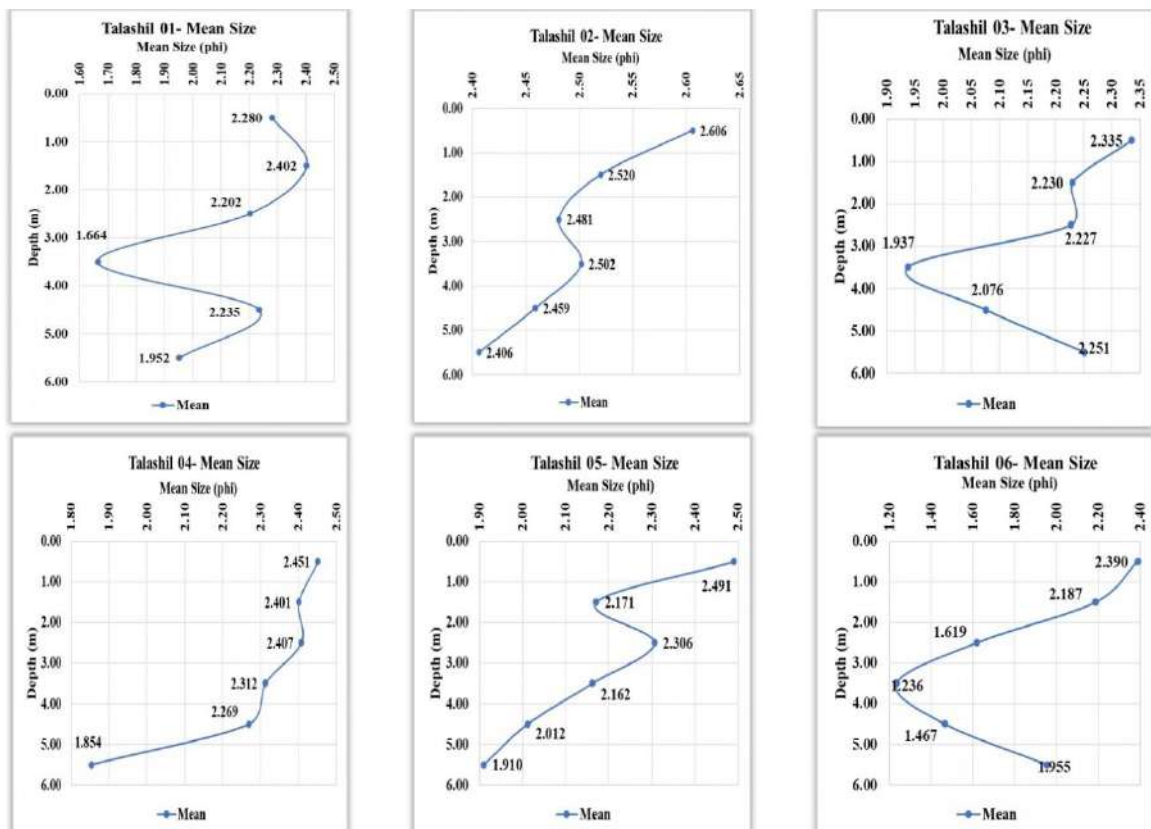 Talashil 01- Mean Size
Mean Size (phi)
1.60 1.70 1.80 1.90 2.00 2.10 2.20 2.30 2.40 2.50
0.00
1.00
2.00
3.00
4.00
5.00
6.00
Depth (m)
2.280
2.402
2.202
1.664
2.235
1.952
Mean
Talashil 02- Mean Size
Mean Size (phi)
2.40 2.45 2.50 2.55 2.60 2.65
0.00
1.00
2.00
3.00
4.00
5.00
6.00
Depth (m)
2.606
2.520
2.481
2.502
2.459
2.406
Mean
Talashil 03- Mean Size
Mean Size (phi)
1.90 1.95 2.00 2.05 2.10 2.15 2.20 2.25 2.30 2.35
0.00
1.00
2.00
3.00
4.00
5.00
6.00
Depth (m)
2.335
2.230
2.227
1.937
2.076
2.251
Mean
Talashil 04- Mean Size
Mean Size (phi)
1.80 1.90 2.00 2.10 2.20 2.30 2.40 2.50
0.00
1.00
2.00
3.00
4.00
5.00
6.00
Depth (m)
2.451
2.401
2.407
2.312
2.269
1.854
Mean
Talashil 05- Mean Size
Mean Size (phi)
1.90 2.00 2.10 2.20 2.30 2.40 2.50
0.00
1.00
2.00
3.00
4.00
5.00
6.00
Depth (m)
2.491
2.171
2.306
2.162
2.012
1.910
Mean
Talashil 06- Mean Size
Mean Size (phi)
1.20 1.40 1.60 1.80 2.00 2.20 2.40
0.00
1.00
2.00
3.00
4.00
5.00
6.00
Depth (m)
2.390
2.187
1.619
1.236
1.467
1.955
Mean